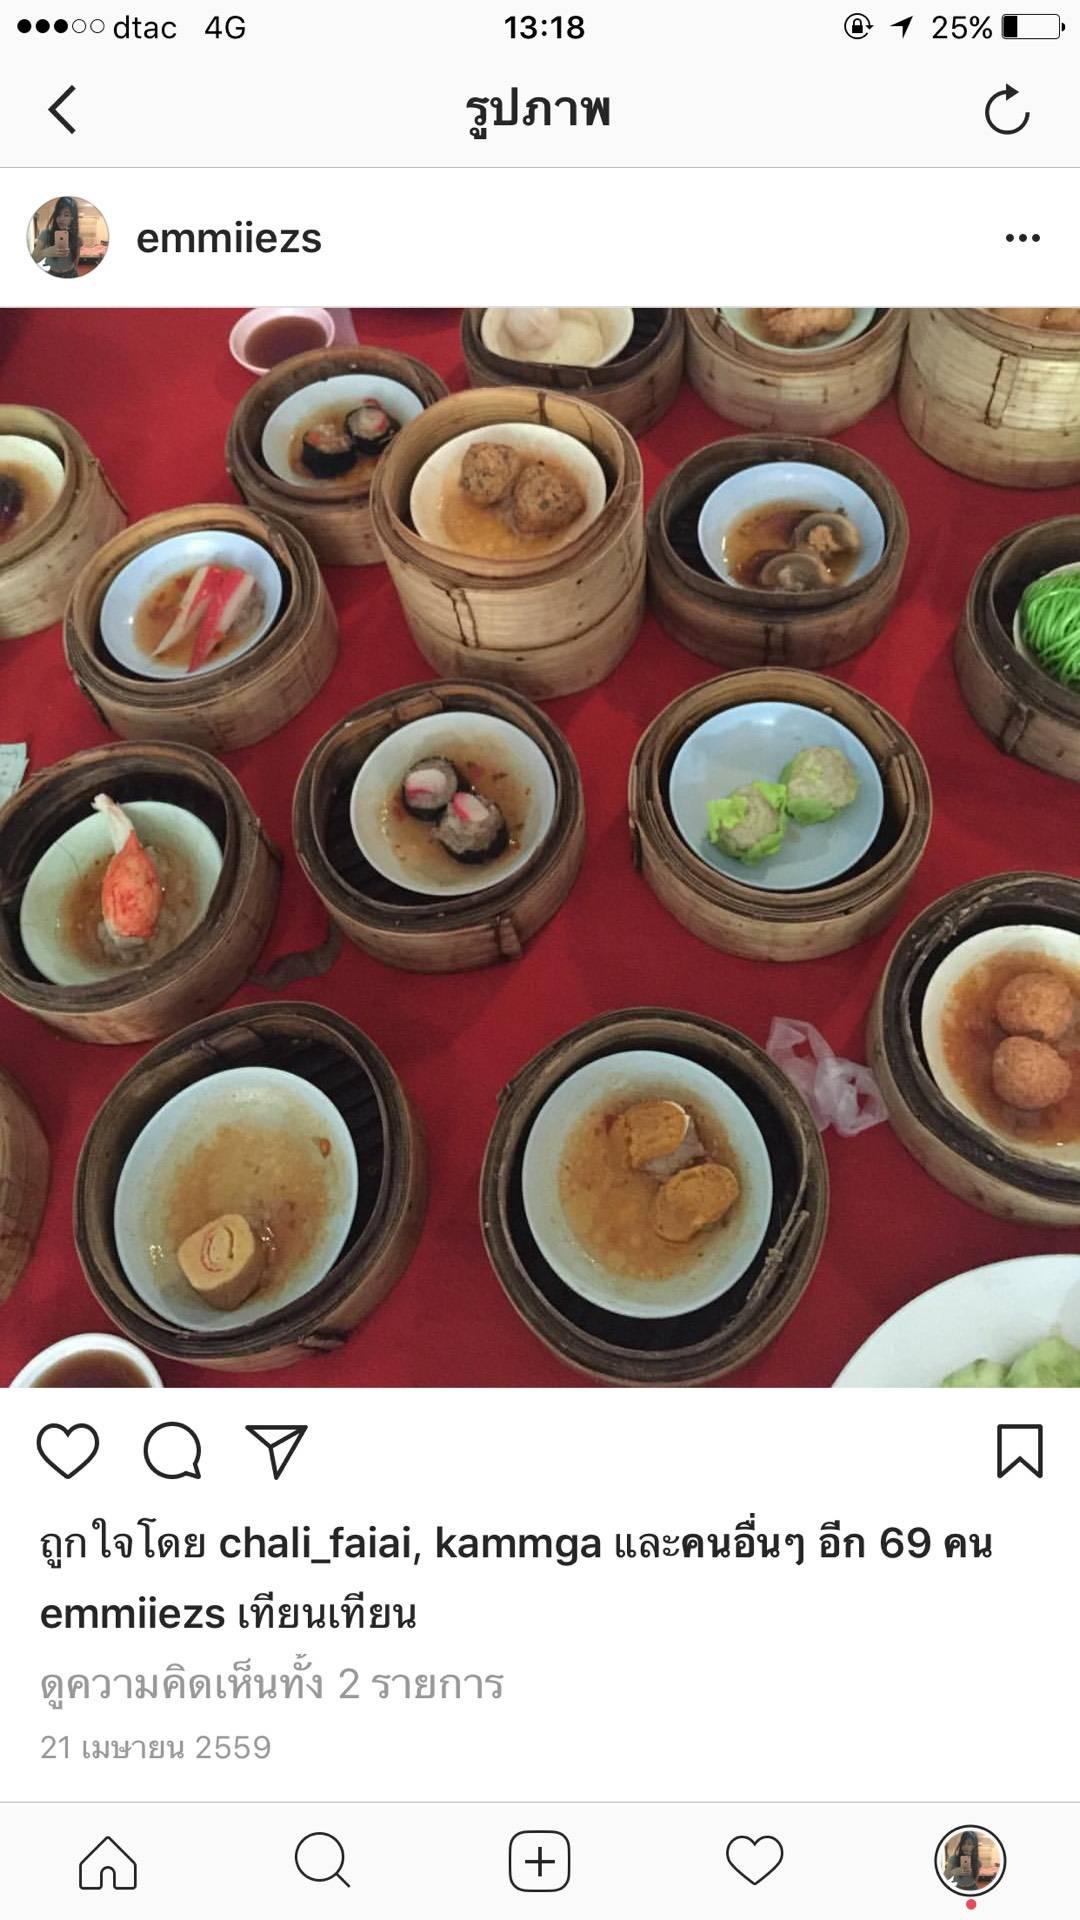 dtac 4G 13:18 25%
รูปภาพ
emmiiezs
ถูกใจโดย chali_faiai, kammga และคนอื่นๆ อีก 69 คน
emmiiezs เทียนเทียน
ดูความคิดเห็นทั้ง 2 รายการ
21 เมษายน 2559